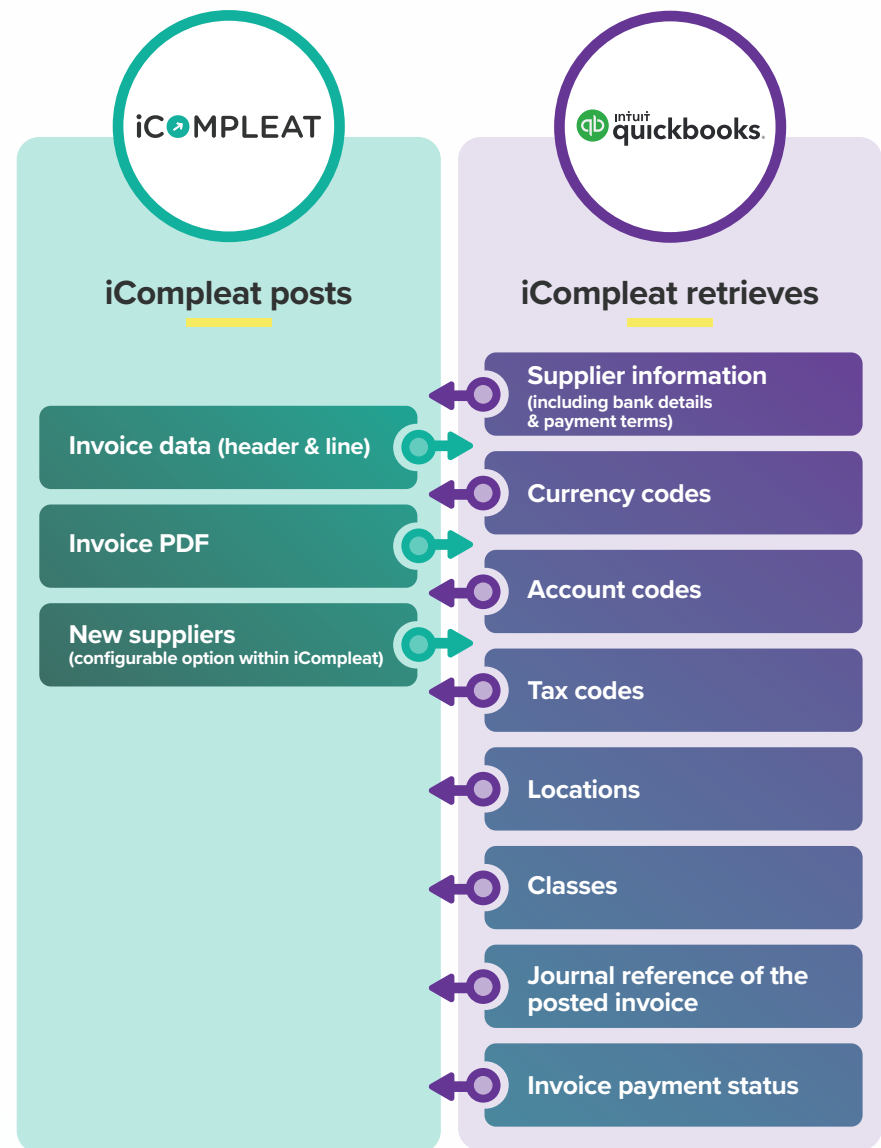 iCOMPLEAT
iCompleat posts
Invoice data (header & line)
Invoice PDF
New suppliers
(configurable option within iCompleat)
qb
intuit
quickbooks.
iCompleat retrieves
Supplier information
(including bank details
& payment terms)
Currency codes
Account codes
Tax codes
Locations
Classes
Journal reference of the
posted invoice
Invoice payment status